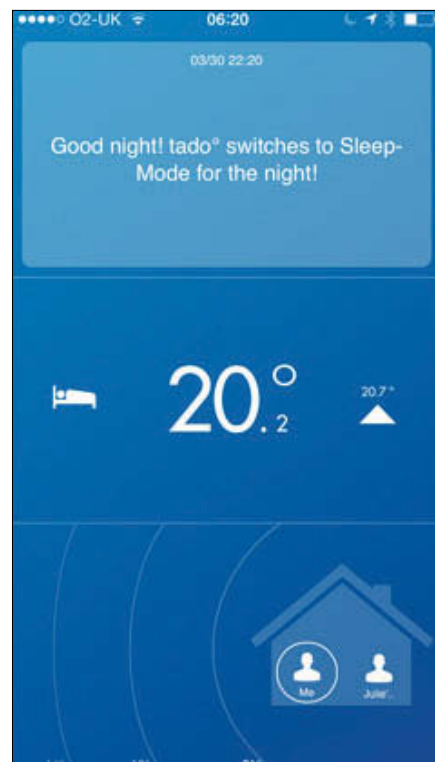 O2-UK 06:20
03/30 22:20
Good night! tado° switches to Sleep-
Mode for the night!
20.2°
20.7°
Me
Julie'..